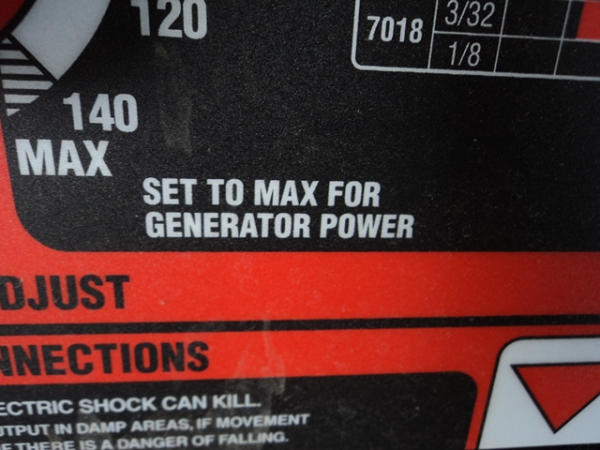 120
7018 3/32
1/8
140
MAX
SET TO MAX FOR
GENERATOR POWER
DJUST
NNECTIONS
ECTRIC SHOCK CAN KILL.
UTPUT IN DAMP AREAS, IF MOVEMENT
F THERE IS A DANGER OF FALLING.